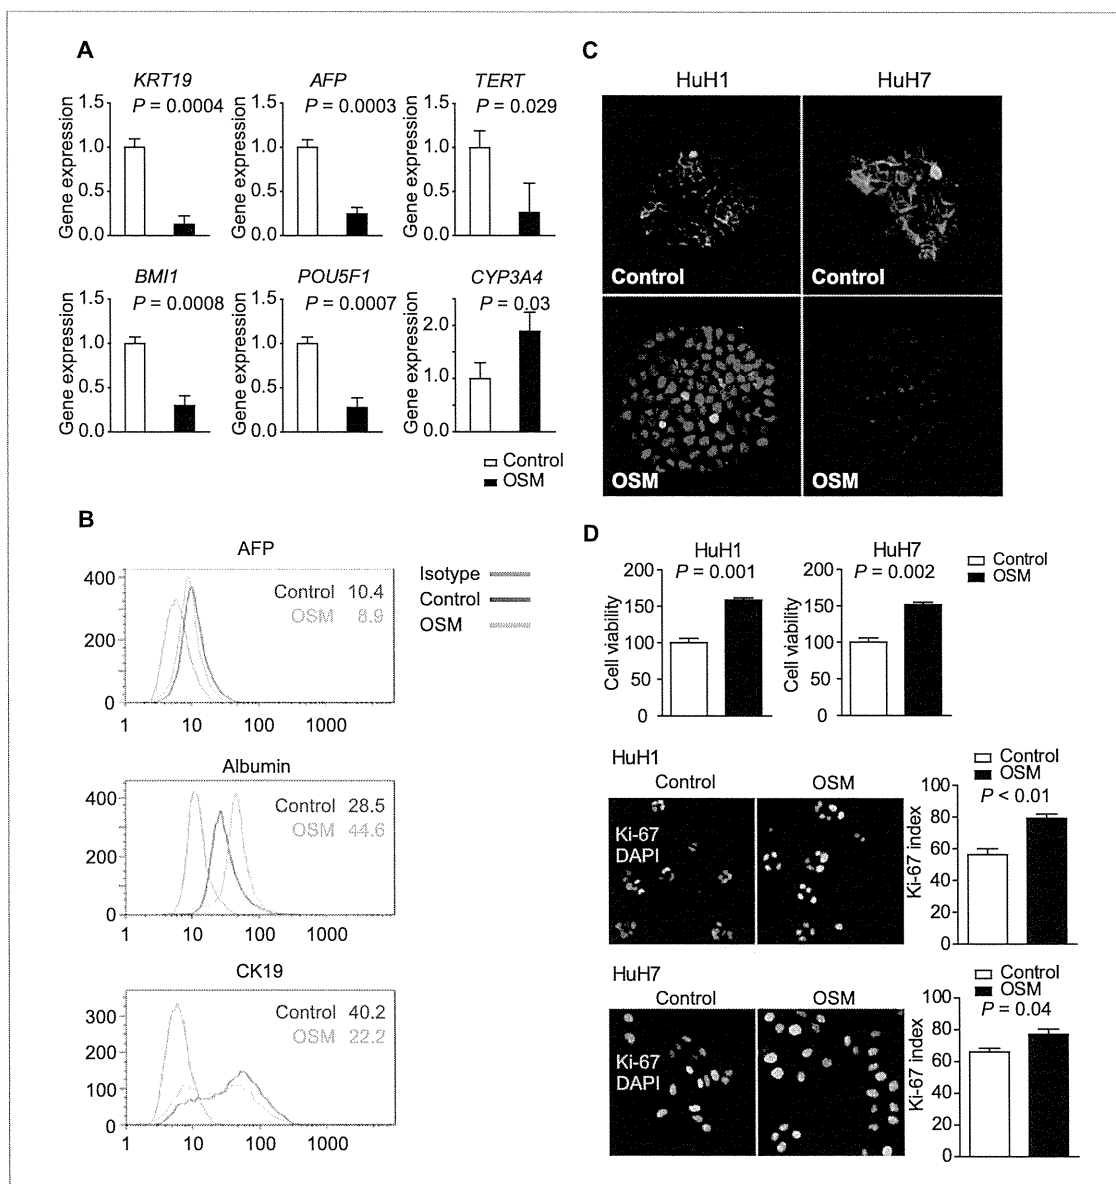 A
KRT19
P = 0.0004
Gene expression
1.5
1.0
0.5
0.0
AFP
P = 0.0003
Gene expression
1.5
1.0
0.5
0.0
TERT
P = 0.029
Gene expression
1.5
1.0
0.5
0.0
BMI1
P = 0.0008
Gene expression
1.5
1.0
0.5
0.0
POU5F1
P = 0.0007
Gene expression
1.5
1.0
0.5
0.0
CYP3A4
P = 0.03
Gene expression
2.0
1.0
0.0
Control
OSM
B
AFP
400
200
0
Control 10.4
OSM 8.9
1 10 100 1000
Isotype
Control
OSM
Albumin
400
200
0
Control 28.5
OSM 44.6
1 10 100 1000
CK19
300
200
100
0
Control 40.2
OSM 22.2
1 10 100 1000
C
HuH1 HuH7
Control Control
OSM OSM
D
HuH1
P = 0.001
Cell viability
200
150
100
50
0
HuH7
P = 0.002
Cell viability
200
150
100
50
0
Control
OSM
HuH1
Control OSM
Ki-67
DAPI
Control
OSM
P < 0.01
Ki-67 index
100
80
60
40
20
0
HuH7
Control OSM
Ki-67
DAPI
Control
OSM
P = 0.04
Ki-67 index
100
80
60
40
20
0